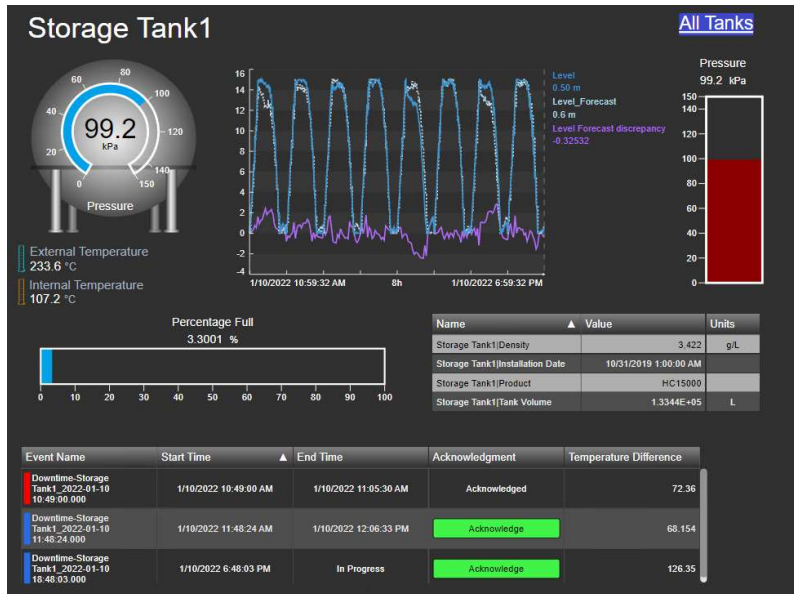 Storage Tank1
All Tanks
80
60
100
40
99.2
120
kPa
20
140
0
150
Pressure
16
14
12
10
8
6
4
2
0
-2
-4
1/10/2022 10:59:32 AM
8h
1/10/2022 6:59:32 PM
Level
0.50 m
Level_Forecast
0.6 m
Level Forecast discrepancy
-0.32532
Pressure
99.2 kPa
150
140
120
100
80
60
40
20
0
External Temperature
233.6 °C
Internal Temperature
107.2 °C
Percentage Full
3.3001 %
0 10 20 30 40 50 60 70 80 90 100
Name ▲ Value Units
Storage Tank1|Density 3,422 g/L
Storage Tank1|Installation Date 10/31/2019 1:00:00 AM
Storage Tank1|Product HC15000
Storage Tank1|Tank Volume 1.3344E+05 L
Event Name Start Time ▲ End Time Acknowledgment Temperature Difference
Downtime-Storage
Tank1_2022-01-10 1/10/2022 10:49:00 AM 1/10/2022 11:05:30 AM Acknowledged 72.36
10:49:00.000
Downtime-Storage
Tank1_2022-01-10 1/10/2022 11:48:24 AM 1/10/2022 12:06:33 PM Acknowledge 68.154
11:48:24.000
Downtime-Storage
Tank1_2022-01-10 1/10/2022 6:48:03 PM In Progress Acknowledge 126.35
18:48:03.000